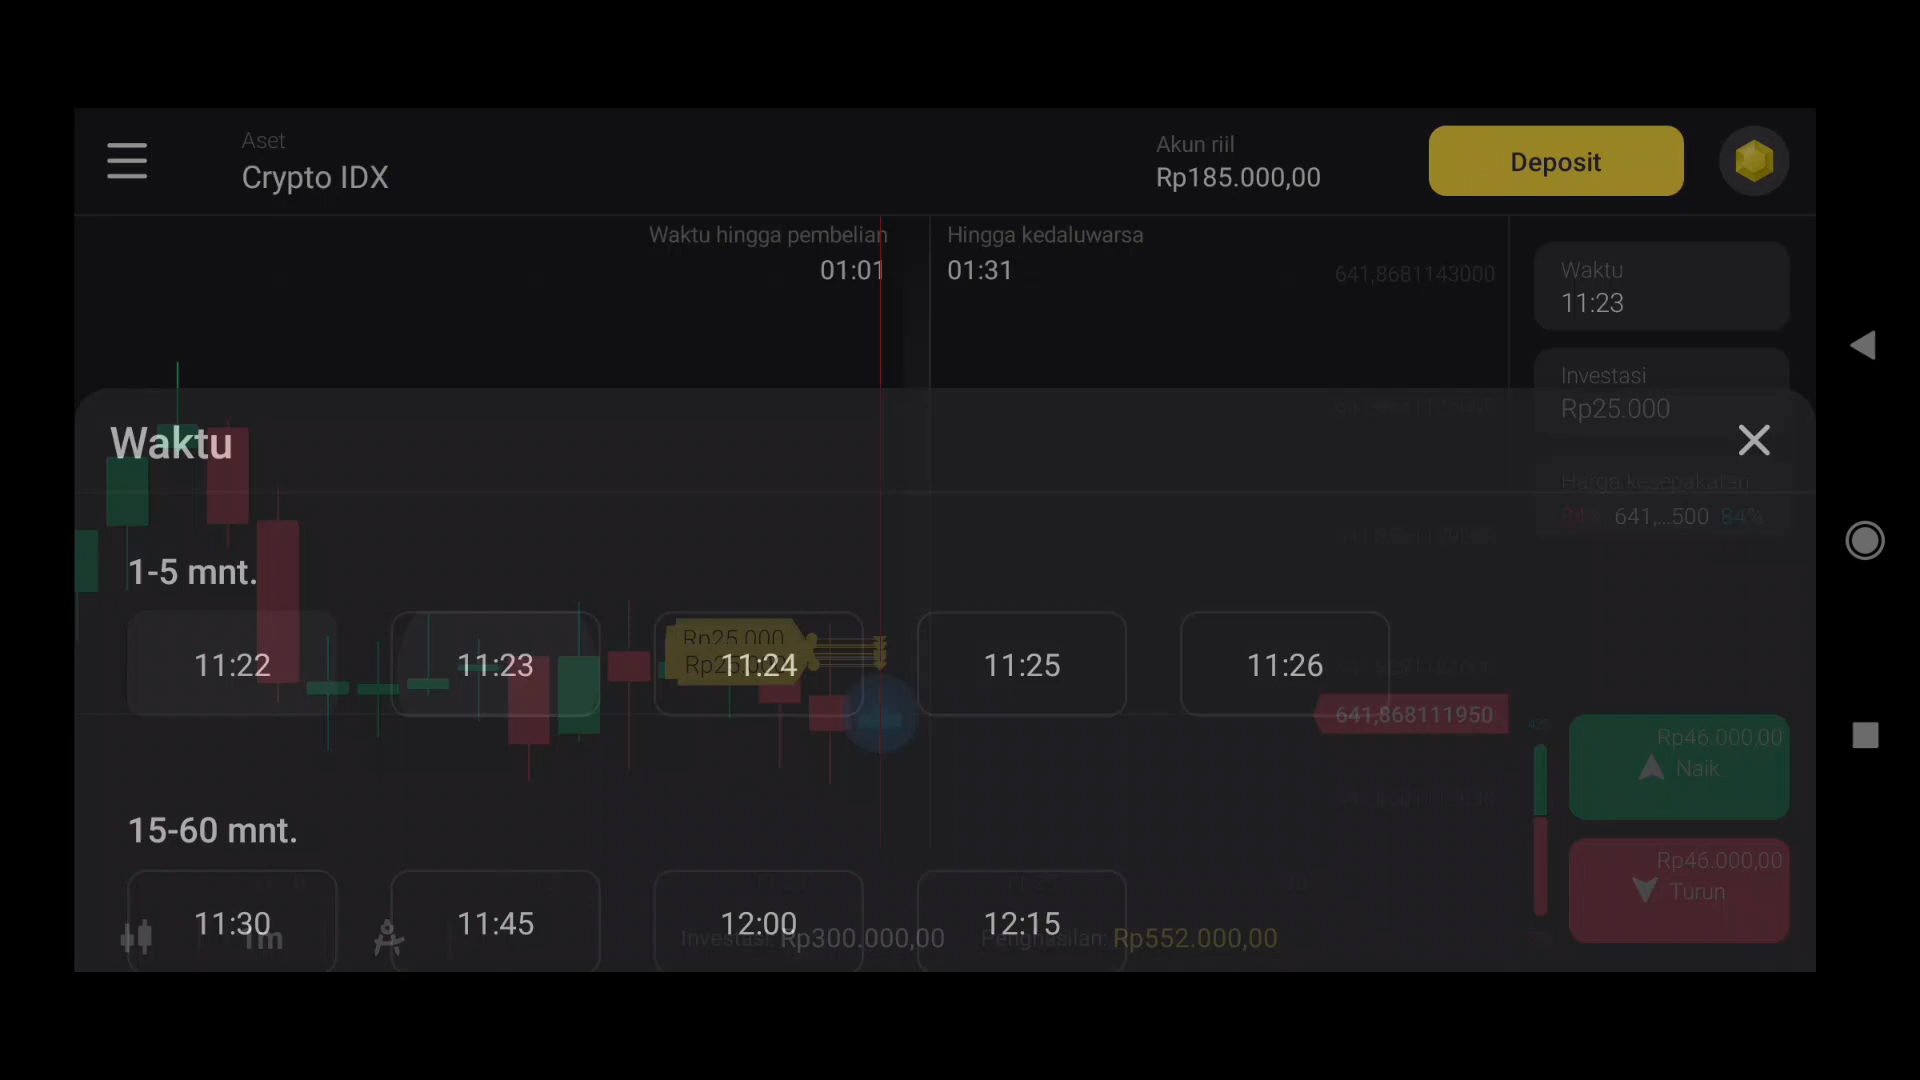 Aset
Crypto IDX
Akun riil
Rp185.000,00
Deposit
Waktu hingga pembelian
01:01
Hingga kedaluwarsa
01:31
641,8681143000
Waktu
11:23
Investasi
Rp25.000
Waktu
Harga kesepakatan
84% 641,...500 84%
1-5 mnt.
11:22
11:23
Rp25.000
11:24
11:25
11:26
641,868111950
Rp46.000,00
Naik
15-60 mnt.
Rp46.000,00
Turun
11:30
11:45
12:00
12:15
1m
Investasi: Rp300.000,00
Penghasilan: Rp552.000,00